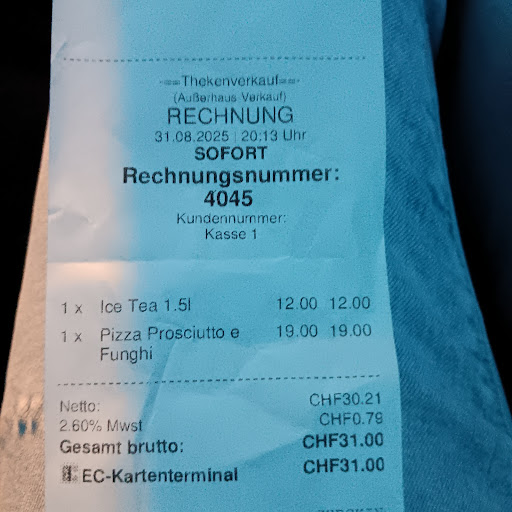 -==Thekenverkauf==-
(Außerhaus Verkauf)
RECHNUNG
31.08.2025 | 20:13 Uhr
SOFORT
Rechnungsnummer:
4045
Kundennummer:
Kasse 1
1 x Ice Tea 1.5l 12.00 12.00
1 x Pizza Prosciutto e 19.00 19.00
Funghi
Netto: CHF30.21
2.60% Mwst CHF0.79
Gesamt brutto: CHF31.00
EC-Kartenterminal CHF31.00